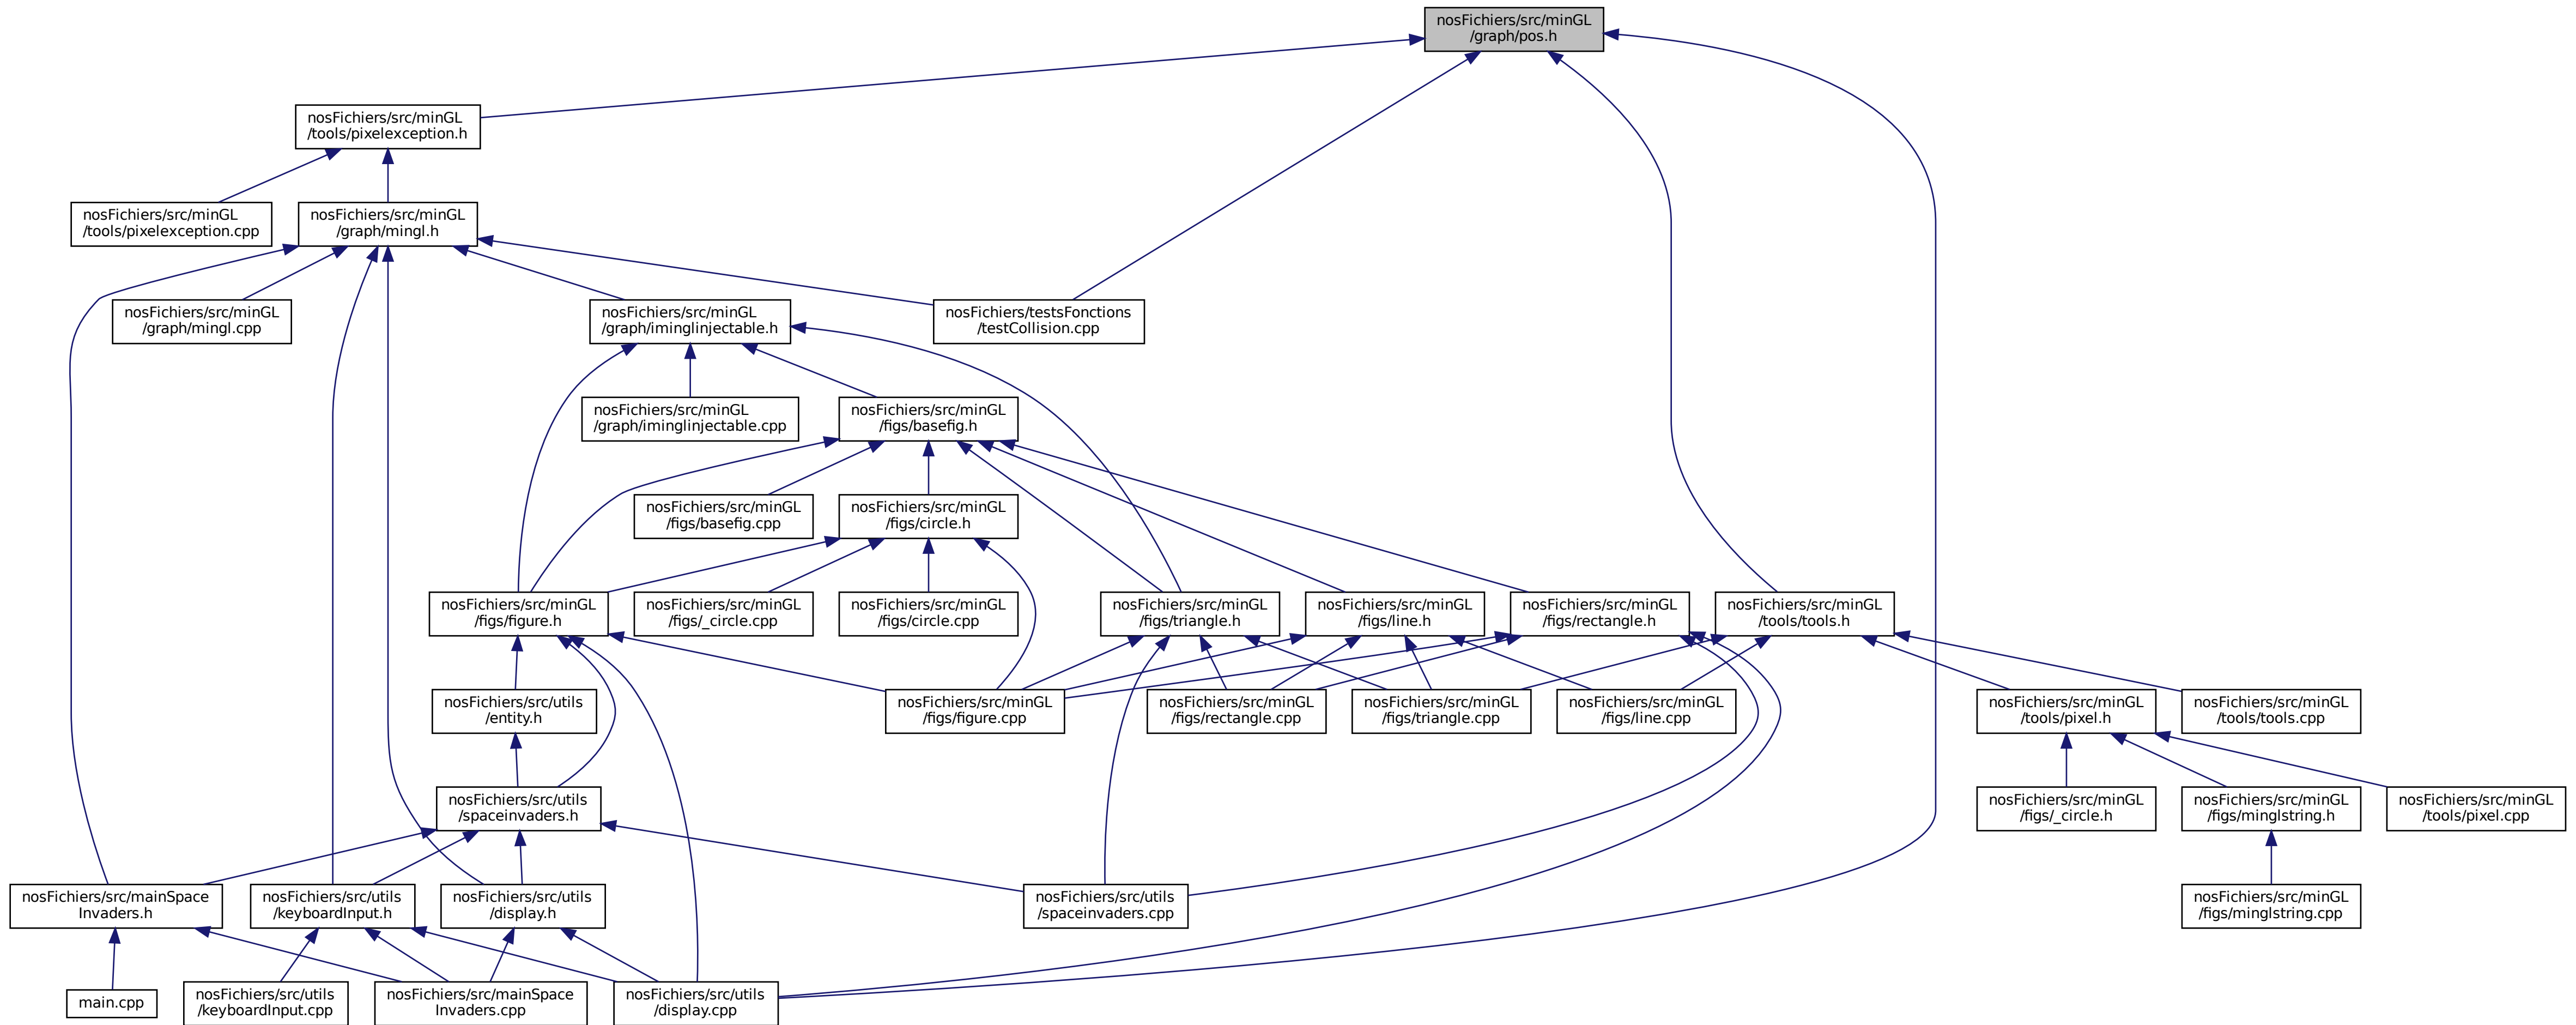 nosFichiers/src/minGL
/graph/pos.h
nosFichiers/src/minGL
/tools/pixelexception.h
nosFichiers/src/minGL
/tools/pixelexception.cpp
nosFichiers/src/minGL
/graph/mingl.h
nosFichiers/src/minGL
/graph/mingl.cpp
nosFichiers/src/minGL
/graph/iminglinjectable.h
nosFichiers/testsFonctions
/testCollision.cpp
nosFichiers/src/minGL
/graph/iminglinjectable.cpp
nosFichiers/src/minGL
/figs/basefig.h
nosFichiers/src/minGL
/figs/basefig.cpp
nosFichiers/src/minGL
/figs/circle.h
nosFichiers/src/minGL
/figs/figure.h
nosFichiers/src/minGL
/figs/_circle.cpp
nosFichiers/src/minGL
/figs/circle.cpp
nosFichiers/src/minGL
/figs/triangle.h
nosFichiers/src/minGL
/figs/line.h
nosFichiers/src/minGL
/figs/rectangle.h
nosFichiers/src/minGL
/tools/tools.h
nosFichiers/src/utils
/entity.h
nosFichiers/src/minGL
/figs/figure.cpp
nosFichiers/src/minGL
/figs/rectangle.cpp
nosFichiers/src/minGL
/figs/triangle.cpp
nosFichiers/src/minGL
/figs/line.cpp
nosFichiers/src/minGL
/tools/pixel.h
nosFichiers/src/minGL
/tools/tools.cpp
nosFichiers/src/utils
/spaceinvaders.h
nosFichiers/src/minGL
/figs/_circle.h
nosFichiers/src/minGL
/figs/minglstring.h
nosFichiers/src/minGL
/tools/pixel.cpp
nosFichiers/src/mainSpace
Invaders.h
nosFichiers/src/utils
/keyboardInput.h
nosFichiers/src/utils
/display.h
nosFichiers/src/utils
/spaceinvaders.cpp
nosFichiers/src/minGL
/figs/minglstring.cpp
main.cpp
nosFichiers/src/utils
/keyboardInput.cpp
nosFichiers/src/mainSpace
Invaders.cpp
nosFichiers/src/utils
/display.cpp